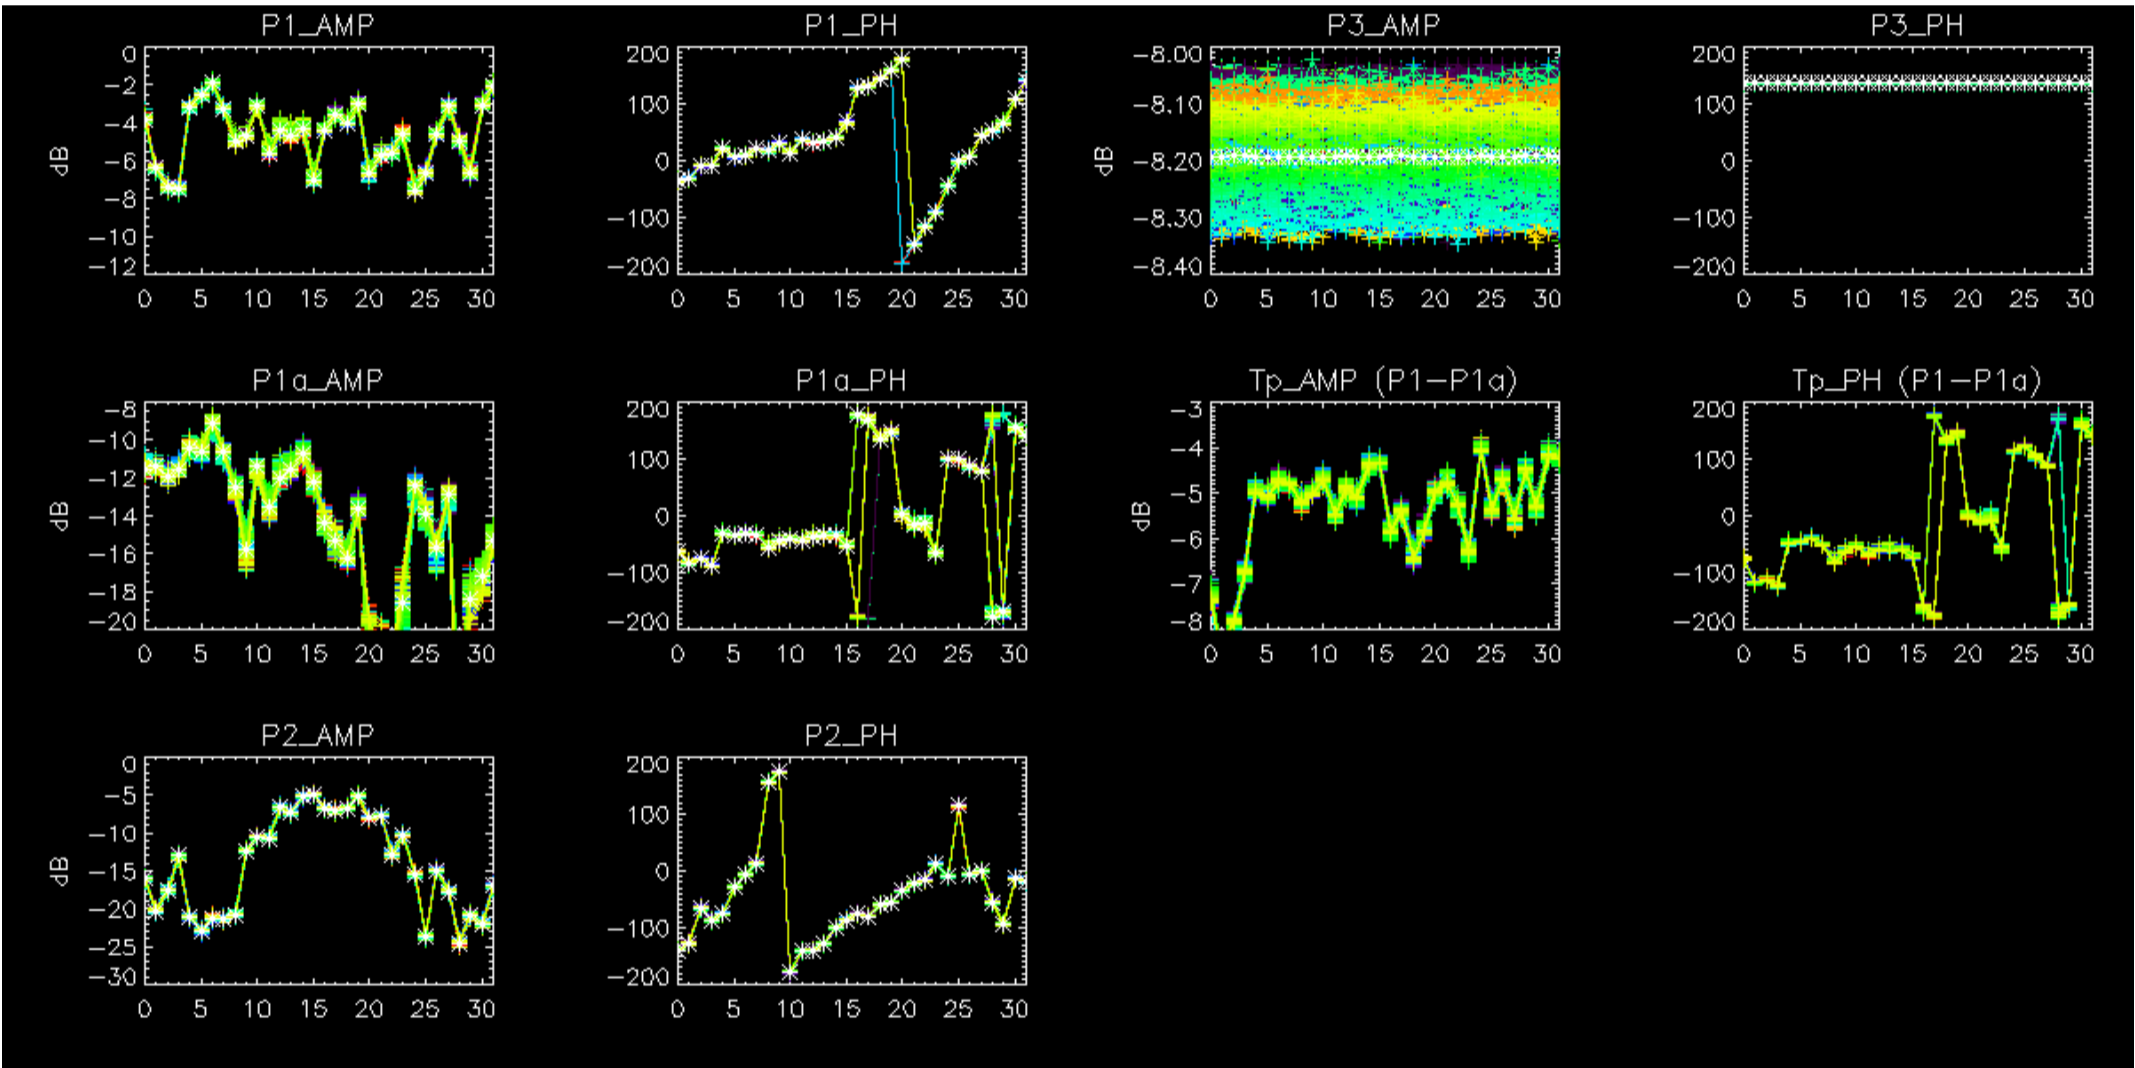 P1_AMP P1_PH P3_AMP P3_PH
0 200 -8.00 200
-2 100 -8.10 100
-4 0 -8.20 0
-6 -100 -8.30 -100
-8 -200 -8.40 -200
-10
-12
dB dB
0 5 10 15 20 25 30 0 5 10 15 20 25 30 0 5 10 15 20 25 30 0 5 10 15 20 25 30
P1a_AMP P1a_PH Tp_AMP (P1-P1a) Tp_PH (P1-P1a)
-8 200 -3 200
-10 100 -4 100
-12 0 -5 0
-14 -100 -6 -100
-16 -200 -7 -200
-18 -8
-20
dB dB
0 5 10 15 20 25 30 0 5 10 15 20 25 30 0 5 10 15 20 25 30 0 5 10 15 20 25 30
P2_AMP P2_PH
0 200
-5 100
-10 0
-15 -100
-20 -200
-25
-30
dB
0 5 10 15 20 25 30 0 5 10 15 20 25 30